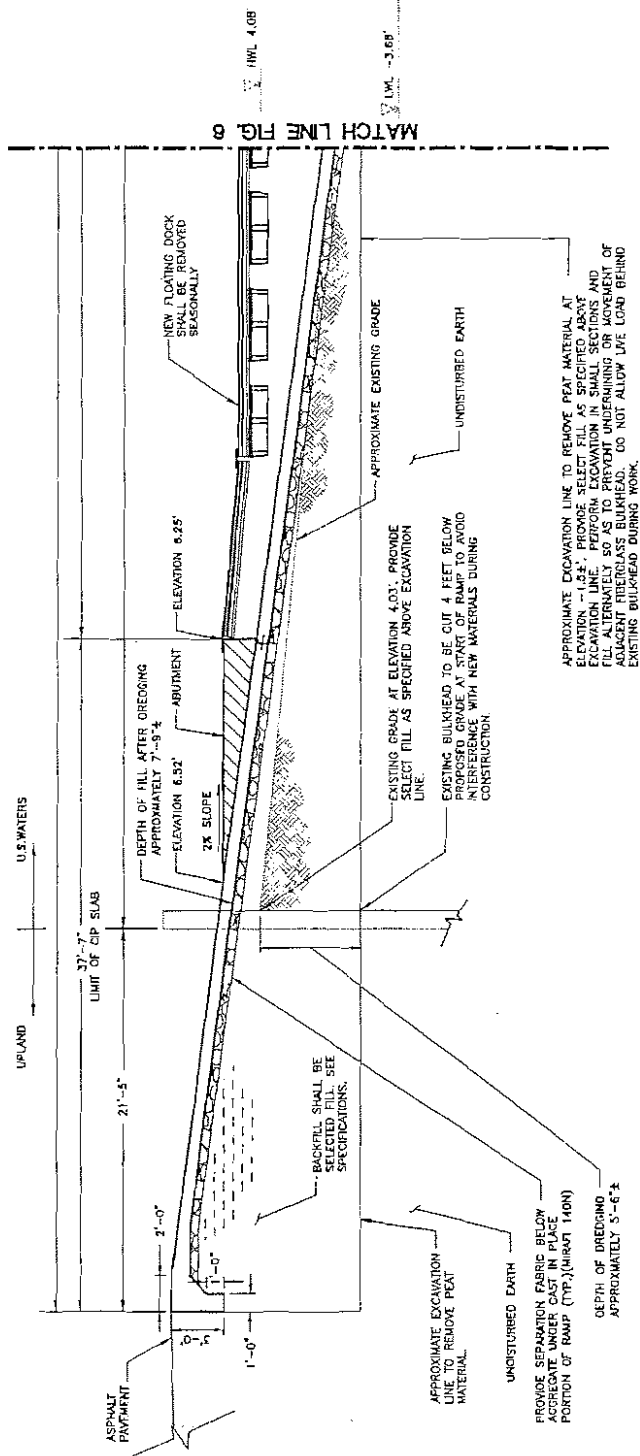 UPLAND
U.S.WATERS
37'-7"
LIMIT OF CIP SLAB
21'-5"
2'-0"
ASPHALT
PAVEMENT
3'-0"
1'-0"
DEPTH OF FILL AFTER DREDGING
APPROXMATELY 7'-9"±
ELEVATION 6.52'
2% SLOPE
ABUTMENT
ELEVATION 6.25'
NEW FLOATING DOCK
SHALL BE REMOVED
SEASONALLY
HWL 4.08'
LWL -3.68'
MATCH LINE FIG. 6
BACKFILL SHALL BE
SELECTED FILL. SEE
SPECIFICATIONS.
APPROXIMATE EXCAVATION
LINE TO REMOVE PEAT
MATERIAL.
UNDISTURBED EARTH
PROVIDE SEPARATION FABRIC BELOW
AGGREGATE UNDER CAST IN PLACE
PORTION OF RAMP (TYP.)(MIRAFI 140N)
DEPTH OF DREDGING
APPROXIMATELY 5'-6"±
EXISTING GRADE AT ELEVATION 4.03'. PROVIDE
SELECT FILL AS SPECIFIED ABOVE EXCAVATION
LINE.
EXISTING BULKHEAD TO BE CUT 4 FEET BELOW
PROPOSED GRADE AT START OF RAMP TO AVOID
INTERFERENCE WITH NEW MATERIALS DURING
CONSTRUCTION.
APPROXIMATE EXISTING GRADE
UNDISTURBED EARTH
APPROXIMATE EXCAVATION LINE TO REMOVE PEAT MATERIAL AT
ELEVATION -1.5±'. PROVIDE SELECT FILL AS SPECIFIED ABOVE
EXCAVATION LINE. PERFORM EXCAVATION IN SMALL SECTIONS AND
FILL ALTERNATELY SO AS TO PREVENT UNDERMINING OR MOVEMENT OF
ADJACENT FIBERGLASS BULKHEAD. DO NOT ALLOW LIVE LOAD BEHIND
EXISTING BULKHEAD DURING WORK.